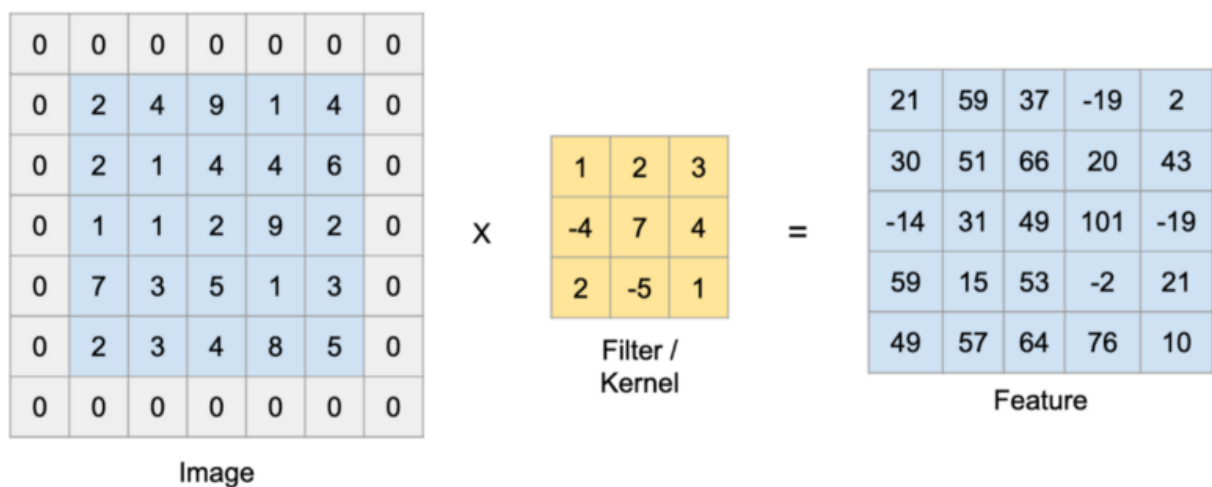 0 0 0 0 0 0 0
0 2 4 9 1 4 0
0 2 1 4 4 6 0
0 1 1 2 9 2 0
0 7 3 5 1 3 0
0 2 3 4 8 5 0
0 0 0 0 0 0 0
Image
X
1 2 3
-4 7 4
2 -5 1
Filter /
Kernel
=
21 59 37 -19 2
30 51 66 20 43
-14 31 49 101 -19
59 15 53 -2 21
49 57 64 76 10
Feature